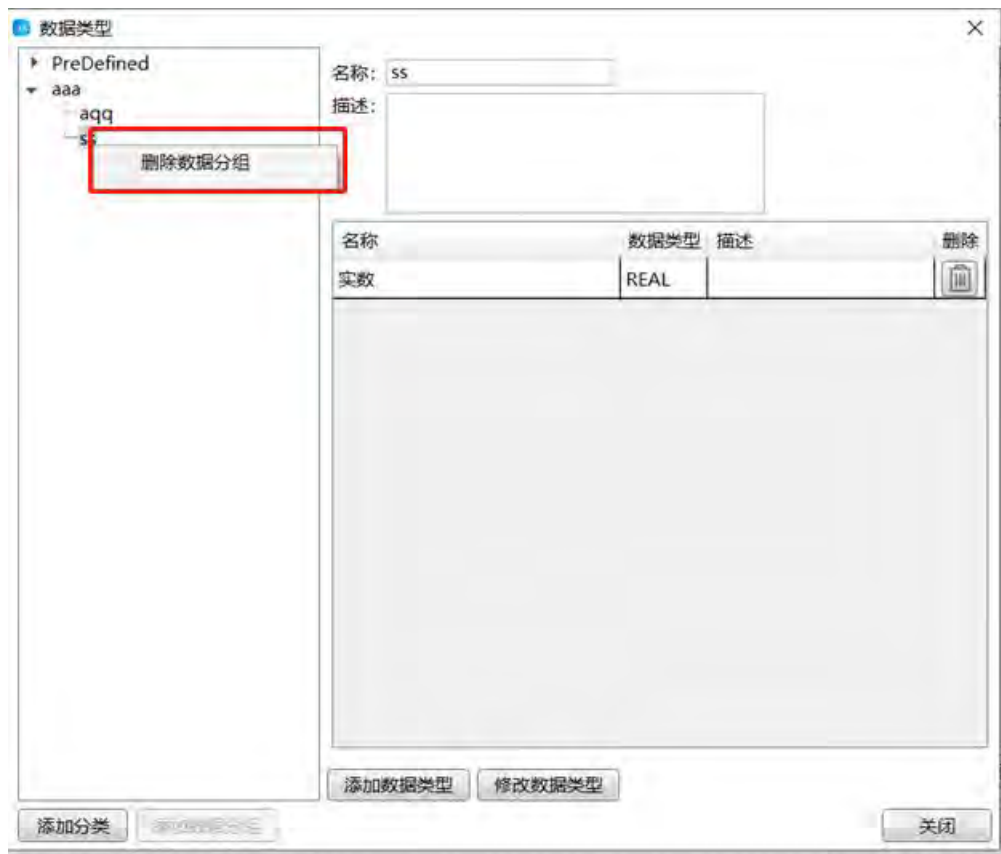 数据类型
PreDefined
aaa
aqq
ss
删除数据分组
名称： ss
描述：
名称 数据类型 描述 删除
实数 REAL
添加数据类型 修改数据类型
添加分类 关闭